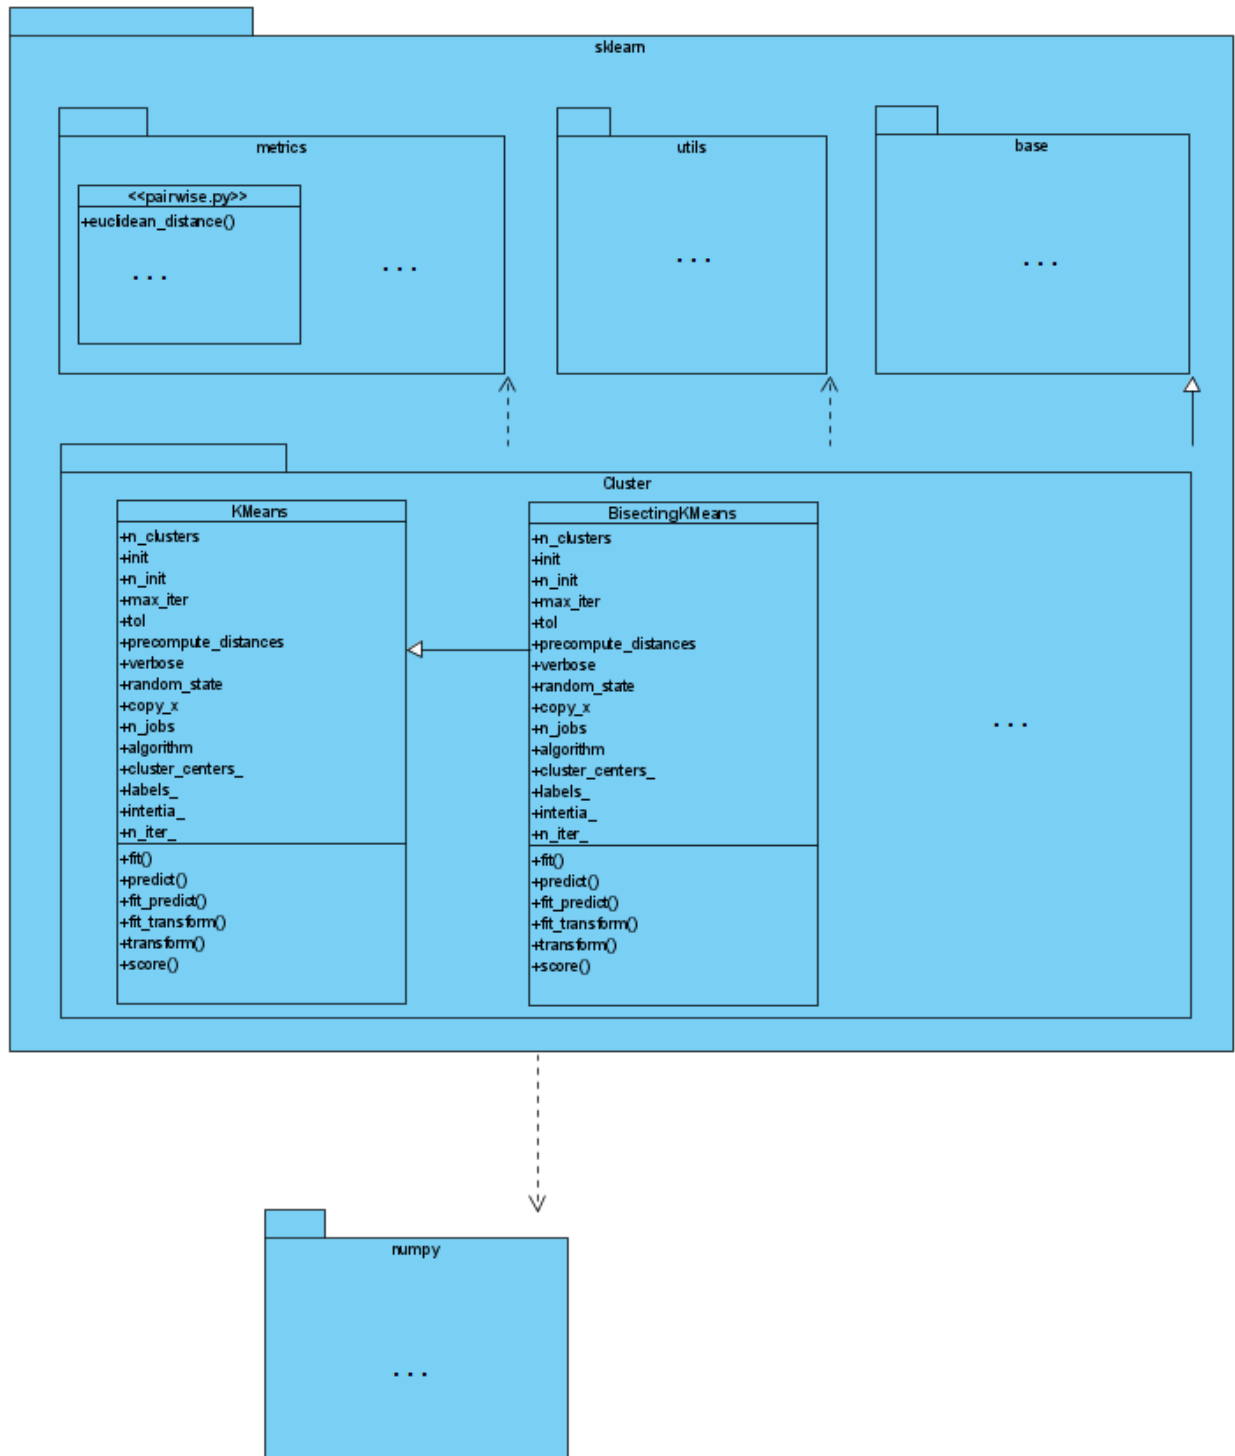 sklearn
metrics
utils
base
<<pairwise.py>>
+euclidean_distance()
...
...
...
...
Cluster
KMeans
+n_clusters
+init
+n_init
+max_iter
+tol
+precompute_distances
+verbose
+random_state
+copy_x
+n_jobs
+algorithm
+cluster_centers_
+labels_
+intertia_
+n_iter_
+fit()
+predict()
+fit_predict()
+fit_transform()
+transform()
+score()
BisectingKMeans
+n_clusters
+init
+n_init
+max_iter
+tol
+precompute_distances
+verbose
+random_state
+copy_x
+n_jobs
+algorithm
+cluster_centers_
+labels_
+intertia_
+n_iter_
+fit()
+predict()
+fit_predict()
+fit_transform()
+transform()
+score()
...
numpy
...